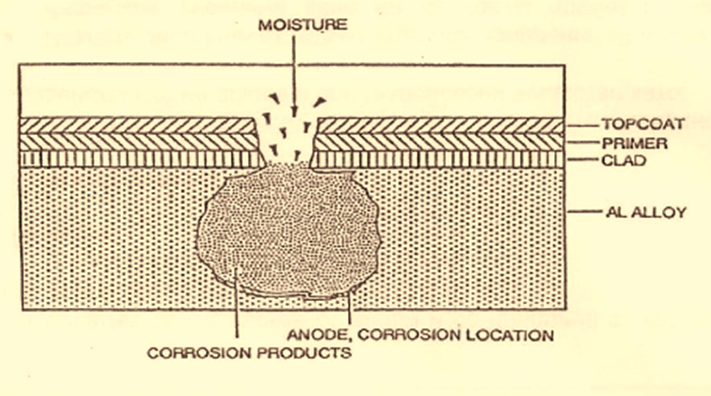 MOISTURE
TOPCOAT
PRIMER
CLAD
AL ALLOY
ANODE, CORROSION LOCATION
CORROSION PRODUCTS